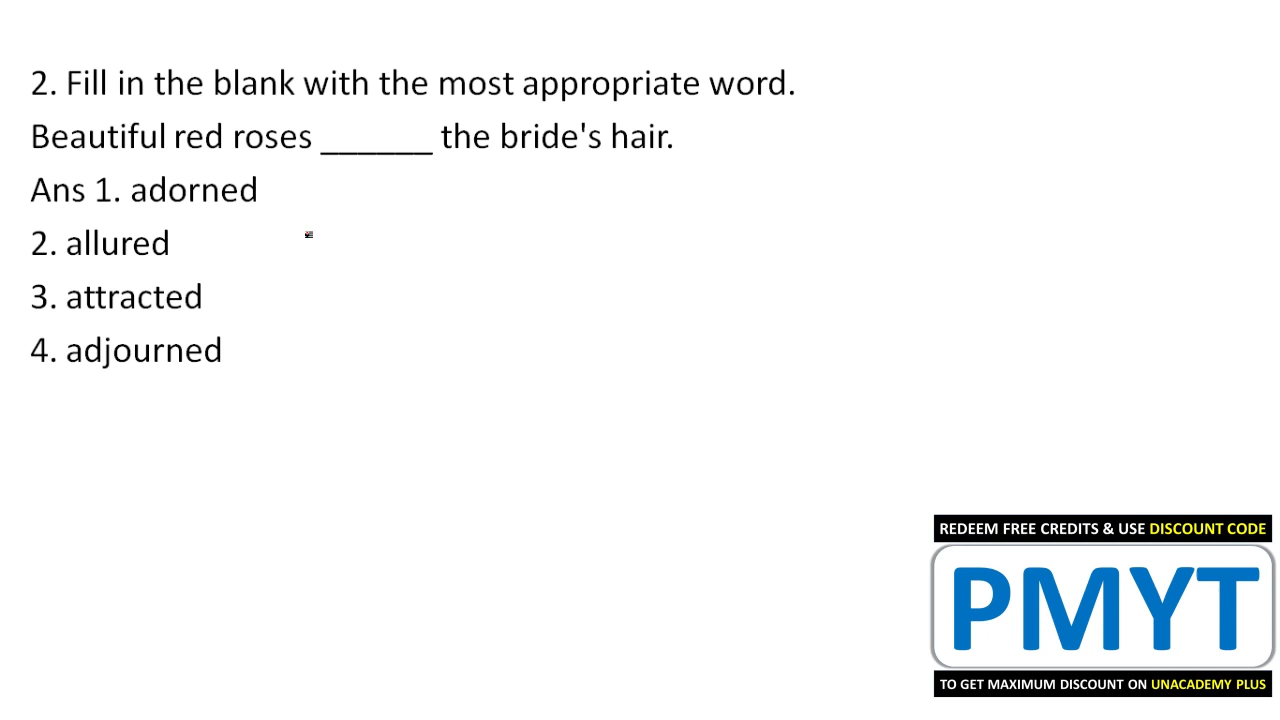 2. Fill in the blank with the most appropriate word.
Beautiful red roses ______ the bride's hair.
Ans 1. adorned
2. allured
3. attracted
4. adjourned
REDEEM FREE CREDITS & USE DISCOUNT CODE
PMYT
TO GET MAXIMUM DISCOUNT ON UNACADEMY PLUS